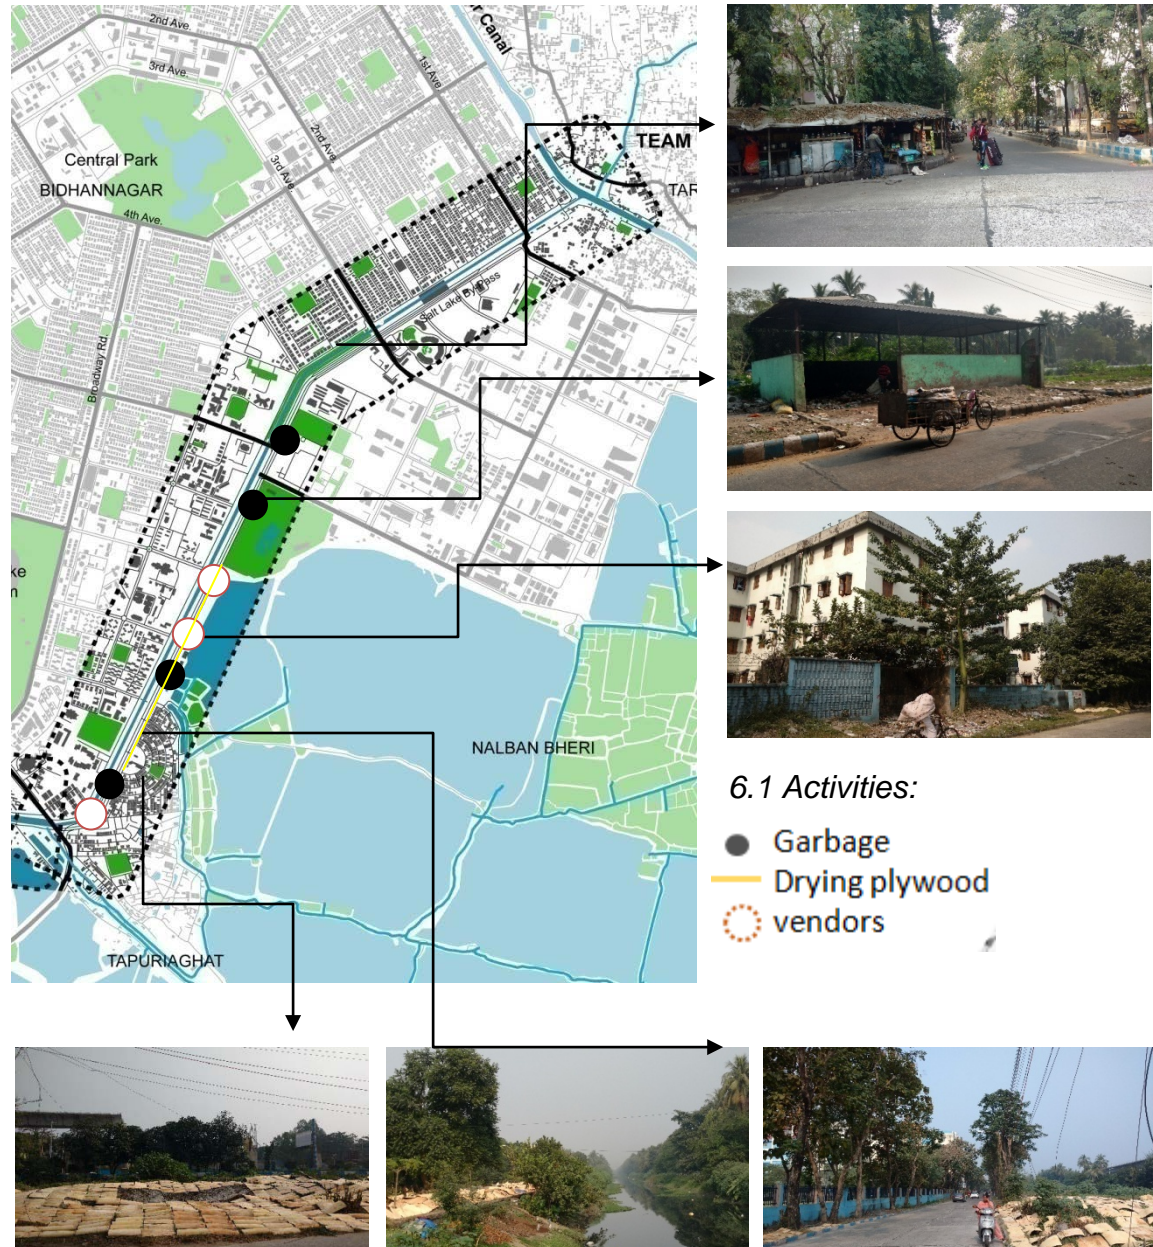 2nd Ave.
3rd Ave.
1st Ave.
r Canal
2nd Ave.
3rd Ave.
TEAM
TAR
Central Park
BIDHANNAGAR
4th Ave.
Salt Lake Bypass
Broadway Rd.
ke
m
NALBAN BHERI
TAPURIAGHAT
6.1 Activities:
Garbage
Drying plywood
vendors